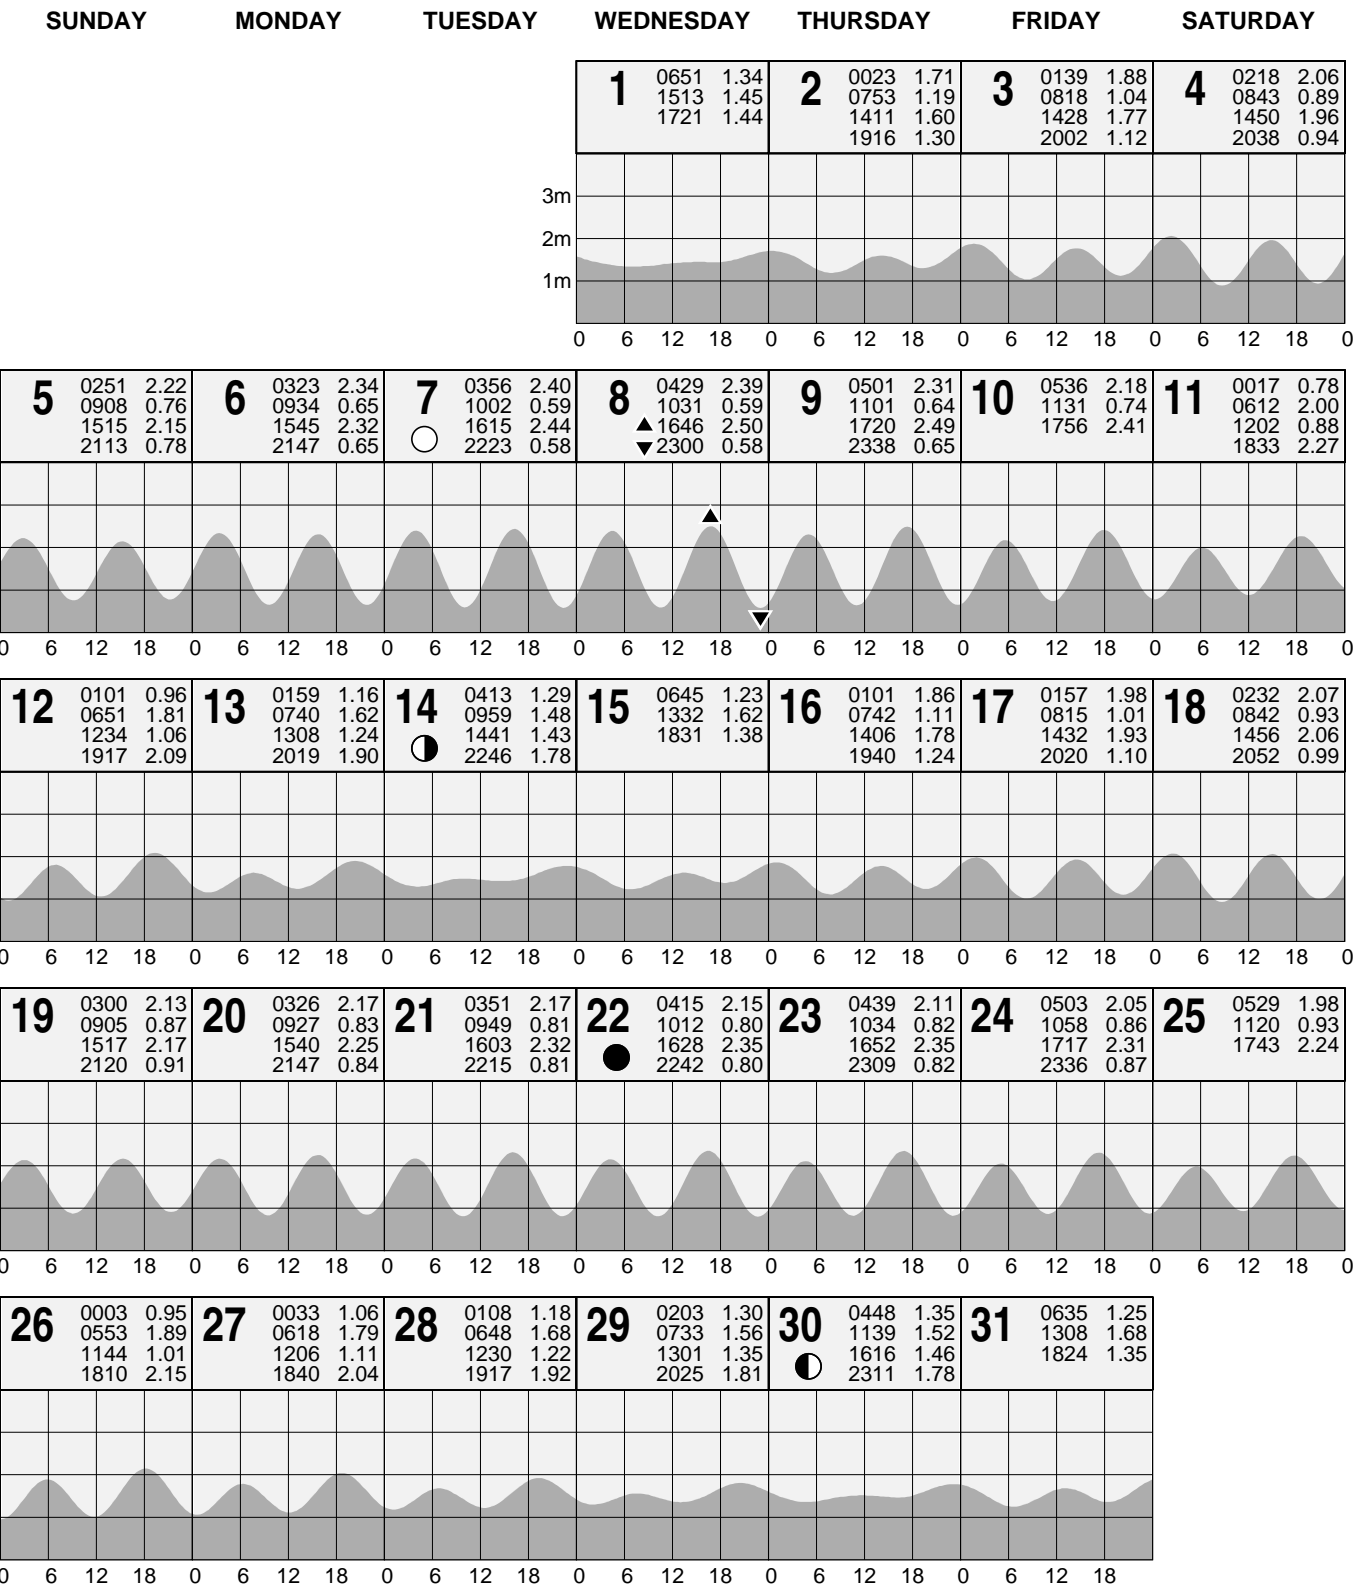 SUNDAY MONDAY TUESDAY WEDNESDAY THURSDAY FRIDAY SATURDAY
1 0651 1.34
1513 1.45
1721 1.44
2 0023 1.71
0753 1.19
1411 1.60
1916 1.30
3 0139 1.88
0818 1.04
1428 1.77
2002 1.12
4 0218 2.06
0843 0.89
1450 1.96
2038 0.94
3m
2m
1m
0 6 12 18 0 6 12 18 0 6 12 18 0 6 12 18 0
5 0251 2.22
0908 0.76
1515 2.15
2113 0.78
6 0323 2.34
0934 0.65
1545 2.32
2147 0.65
7 0356 2.40
1002 0.59
1615 2.44
2223 0.58
8 0429 2.39
1031 0.59
1646 2.50
2300 0.58
9 0501 2.31
1101 0.64
1720 2.49
2338 0.65
10 0536 2.18
1131 0.74
1756 2.41
11 0017 0.78
0612 2.00
1202 0.88
1833 2.27
0 6 12 18 0 6 12 18 0 6 12 18 0 6 12 18 0 6 12 18 0 6 12 18 0 6 12 18 0
12 0101 0.96
0651 1.81
1234 1.06
1917 2.09
13 0159 1.16
0740 1.62
1308 1.24
2019 1.90
14 0413 1.29
0959 1.48
1441 1.43
2246 1.78
15 0645 1.23
1332 1.62
1831 1.38
16 0101 1.86
0742 1.11
1406 1.78
1940 1.24
17 0157 1.98
0815 1.01
1432 1.93
2020 1.10
18 0232 2.07
0842 0.93
1456 2.06
2052 0.99
0 6 12 18 0 6 12 18 0 6 12 18 0 6 12 18 0 6 12 18 0 6 12 18 0 6 12 18 0
19 0300 2.13
0905 0.87
1517 2.17
2120 0.91
20 0326 2.17
0927 0.83
1540 2.25
2147 0.84
21 0351 2.17
0949 0.81
1603 2.32
2215 0.81
22 0415 2.15
1012 0.80
1628 2.35
2242 0.80
23 0439 2.11
1034 0.82
1652 2.35
2309 0.82
24 0503 2.05
1058 0.86
1717 2.31
2336 0.87
25 0529 1.98
1120 0.93
1743 2.24
0 6 12 18 0 6 12 18 0 6 12 18 0 6 12 18 0 6 12 18 0 6 12 18 0 6 12 18 0
26 0003 0.95
0553 1.89
1144 1.01
1810 2.15
27 0033 1.06
0618 1.79
1206 1.11
1840 2.04
28 0108 1.18
0648 1.68
1230 1.22
1917 1.92
29 0203 1.30
0733 1.56
1301 1.35
2025 1.81
30 0448 1.35
1139 1.52
1616 1.46
2311 1.78
31 0635 1.25
1308 1.68
1824 1.35
0 6 12 18 0 6 12 18 0 6 12 18 0 6 12 18 0 6 12 18 0 6 12 18